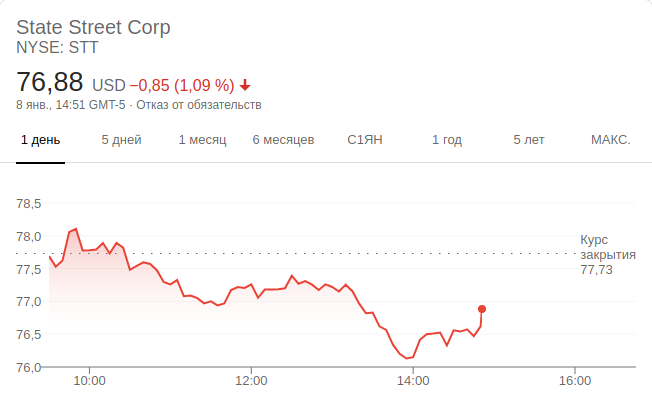 State Street Corp
NYSE: STT
76,88 USD −0,85 (1,09 %)
8 янв., 14:51 GMT-5 · Отказ от обязательств
1 день 5 дней 1 месяц 6 месяцев С1ЯН 1 год 5 лет МАКС.
78,5
78,0
Курс
закрытия
77,73
77,5
77,0
76,5
76,0
10:00 12:00 14:00 16:00